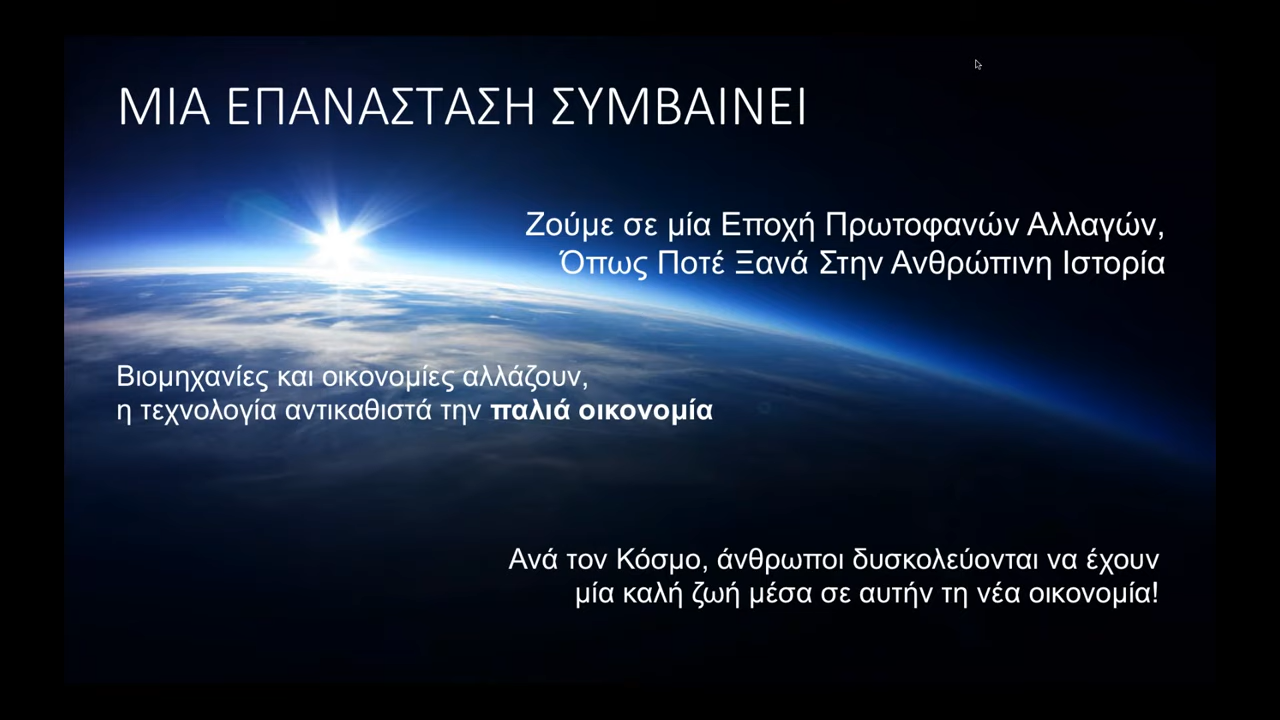 ΜΙΑ ΕΠΑΝΑΣΤΑΣΗ ΣΥΜΒΑΙΝΕΙ
Ζούμε σε μία Εποχή Πρωτοφανών Αλλαγών,
Όπως Ποτέ Ξανά Στην Ανθρώπινη Ιστορία
Βιομηχανίες και οικονομίες αλλάζουν,
η τεχνολογία αντικαθιστά την παλιά οικονομία
Ανά τον Κόσμο, άνθρωποι δυσκολεύονται να έχουν
μία καλή ζωή μέσα σε αυτήν τη νέα οικονομία!